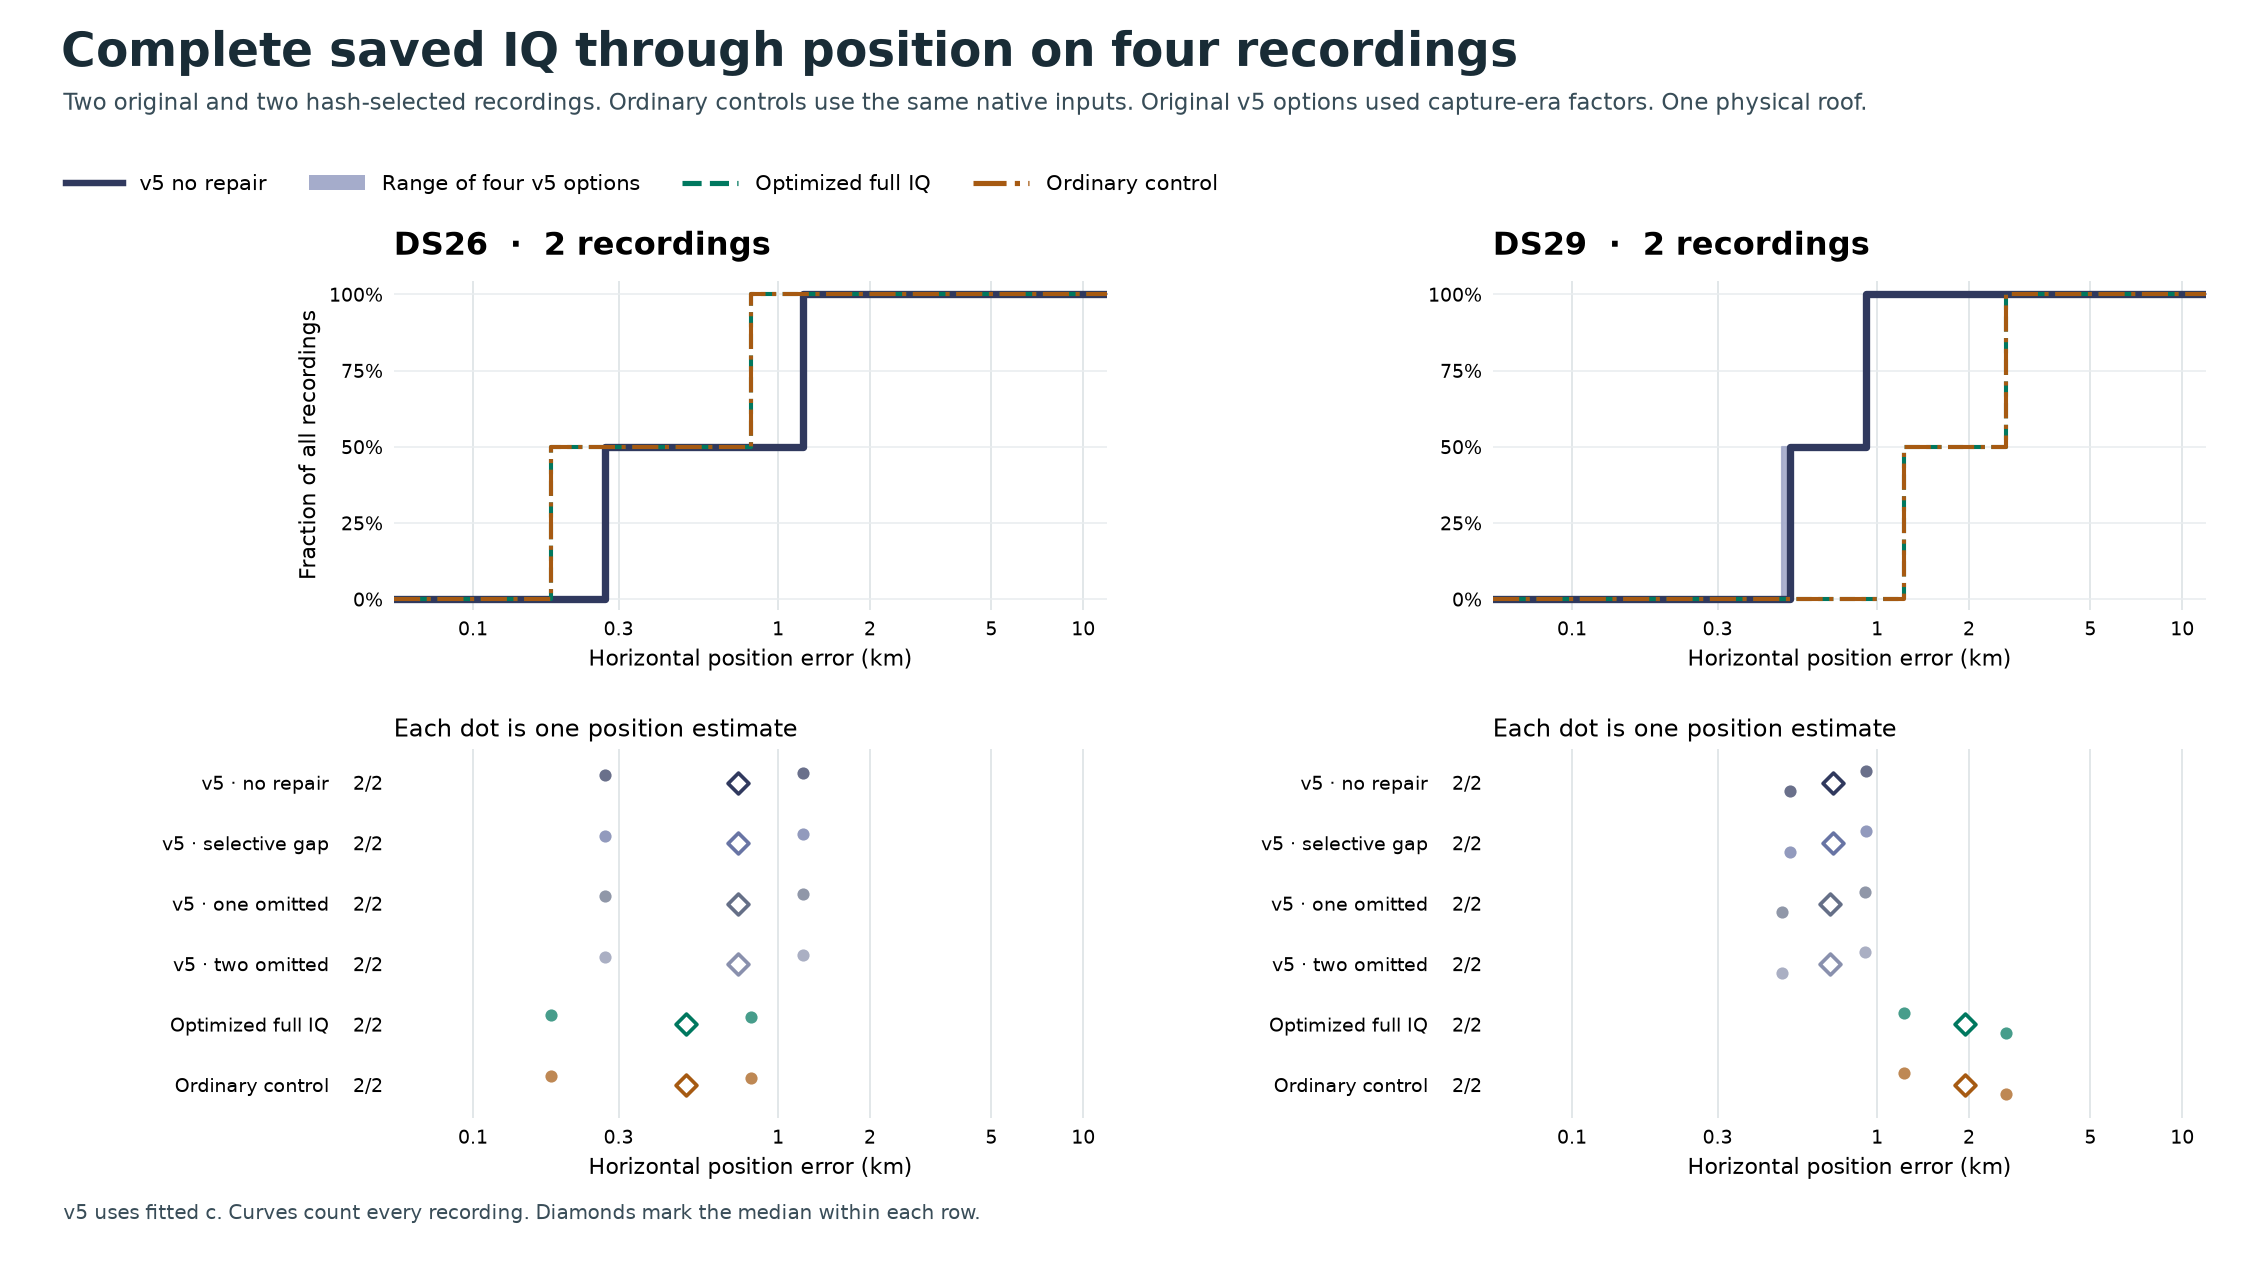 Complete saved IQ through position on four recordings
Two original and two hash-selected recordings. Ordinary controls use the same native inputs. Original v5 options used capture-era factors. One physical roof.
v5 no repair
Range of four v5 options
Optimized full IQ
Ordinary control
DS26 · 2 recordings
100%
75%
50%
25%
0%
Fraction of all recordings
0.1 0.3 1 2 5 10
Horizontal position error (km)
DS29 · 2 recordings
100%
75%
50%
25%
0%
0.1 0.3 1 2 5 10
Horizontal position error (km)
Each dot is one position estimate
v5 · no repair 2/2
v5 · selective gap 2/2
v5 · one omitted 2/2
v5 · two omitted 2/2
Optimized full IQ 2/2
Ordinary control 2/2
0.1 0.3 1 2 5 10
Horizontal position error (km)
Each dot is one position estimate
v5 · no repair 2/2
v5 · selective gap 2/2
v5 · one omitted 2/2
v5 · two omitted 2/2
Optimized full IQ 2/2
Ordinary control 2/2
0.1 0.3 1 2 5 10
Horizontal position error (km)
v5 uses fitted c. Curves count every recording. Diamonds mark the median within each row.